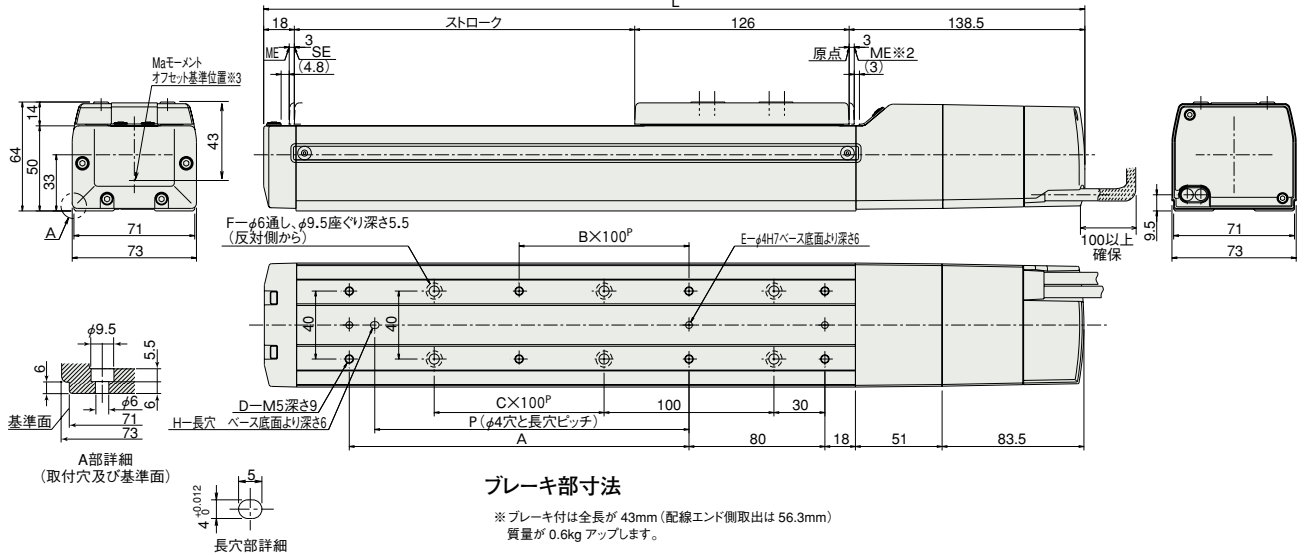 L
18
ストローク
126
138.5
3
ME
SE
(4.8)
原点
3
ME※2
(3)
Maモーメント
オフセット基準位置※3
14
64
50
33
43
A
71
73
100以上
確保
9.5
71
73
F－φ6通し、φ9.5座ぐり深さ5.5
(反対側から)
B×100P
E－φ4H7ベース底面より深さ6
40
40
φ9.5
5.5
6
6
φ6
基準面
71
73
A部詳細
(取付穴及び基準面)
D－M5深さ9
H－長穴 ベース底面より深さ6
C×100P
100
30
P(φ4穴と長穴ピッチ)
A
80
18
51
83.5
5
4 +0.012 0
長穴部詳細
ブレーキ部寸法
※ブレーキ付は全長が 43mm(配線エンド側取出は 56.3mm)
質量が 0.6kg アップします。